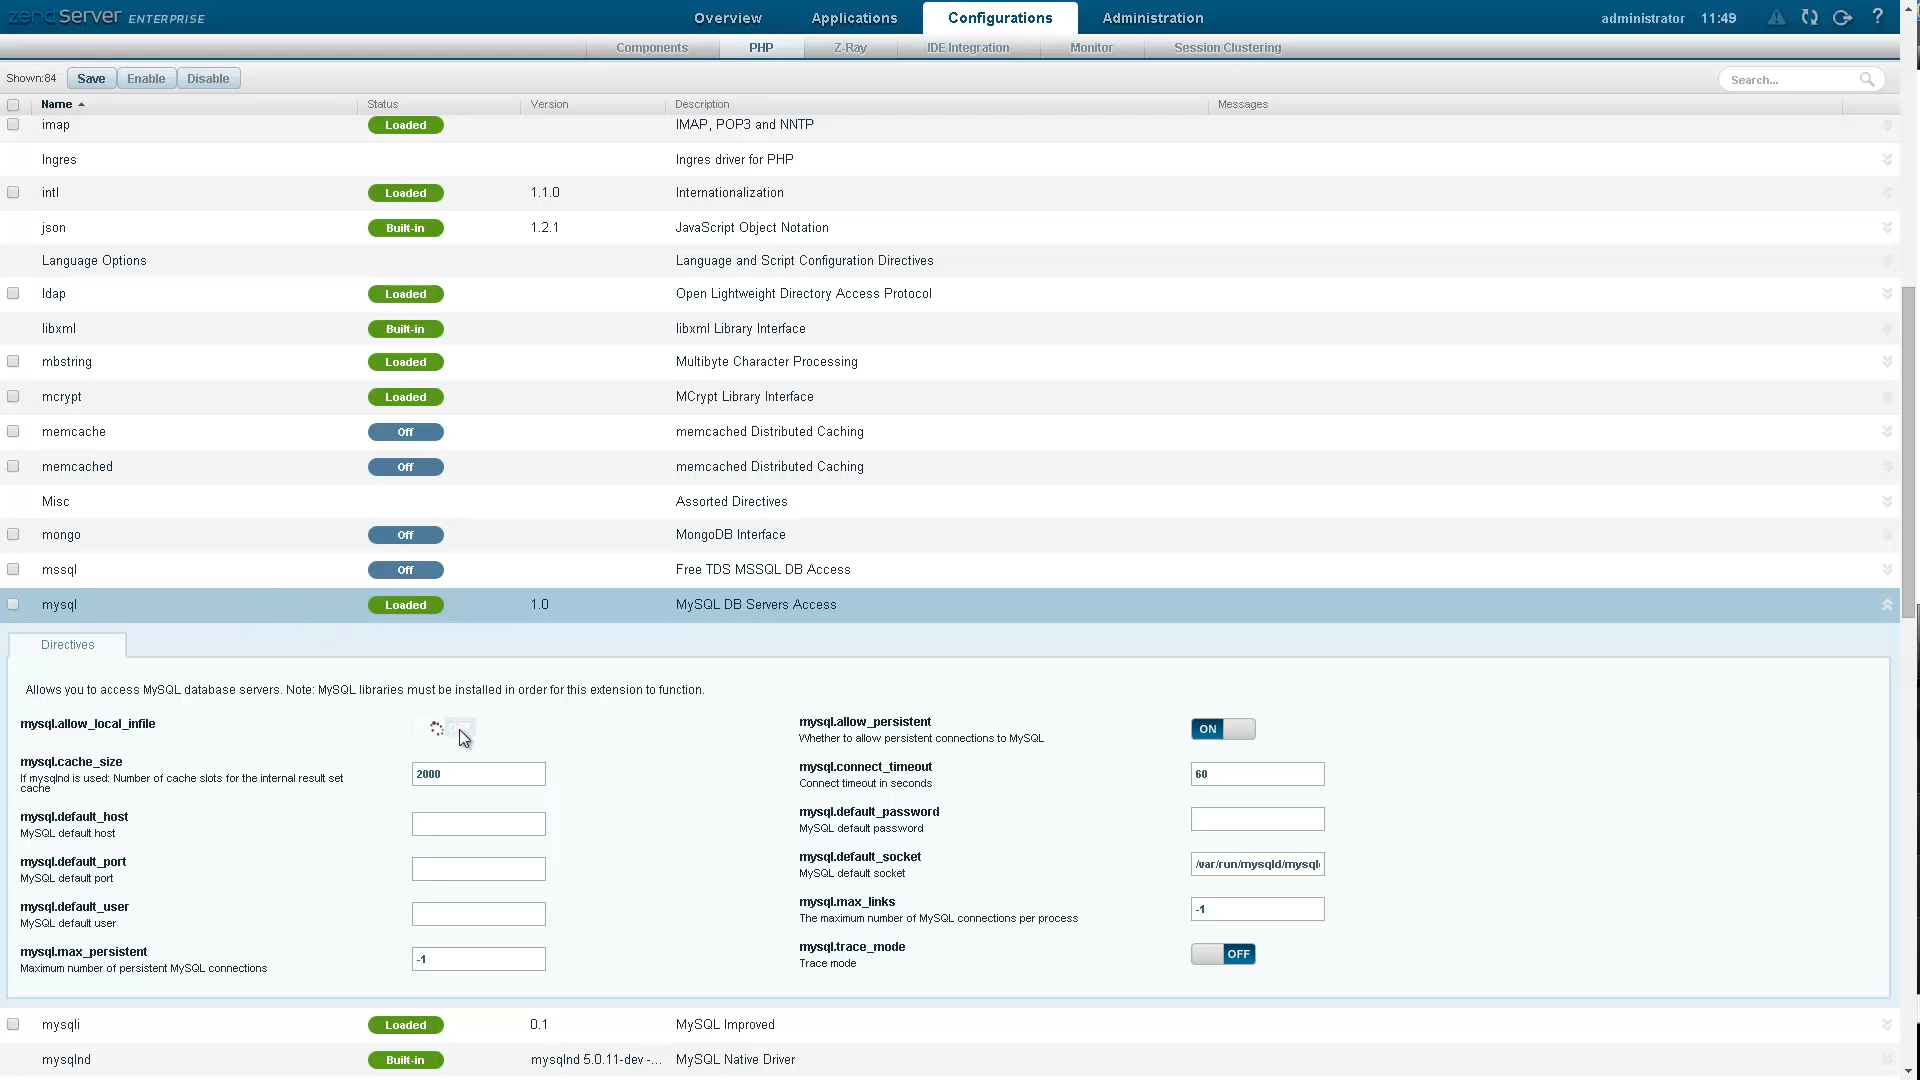 zendServer ENTERPRISE
Overview Applications Configurations Administration
administrator 11:49 ?
Components PHP Z-Ray IDE Integration Monitor Session Clustering
Shown:84 Save Enable Disable Search...
Name Status Version Description Messages
imap Loaded IMAP, POP3 and NNTP
Ingres Ingres driver for PHP
intl Loaded 1.1.0 Internationalization
json Built-in 1.2.1 JavaScript Object Notation
Language Options Language and Script Configuration Directives
ldap Loaded Open Lightweight Directory Access Protocol
libxml Built-in libxml Library Interface
mbstring Loaded Multibyte Character Processing
mcrypt Loaded MCrypt Library Interface
memcache Off memcached Distributed Caching
memcached Off memcached Distributed Caching
Misc Assorted Directives
mongo Off MongoDB Interface
mssql Off Free TDS MSSQL DB Access
mysql Loaded 1.0 MySQL DB Servers Access
Directives
Allows you to access MySQL database servers. Note: MySQL libraries must be installed in order for this extension to function.
mysql.allow_local_infile
mysql.allow_persistent ON
Whether to allow persistent connections to MySQL
mysql.cache_size 2000
If mysqlnd is used: Number of cache slots for the internal result set
cache
mysql.connect_timeout 60
Connect timeout in seconds
mysql.default_host
MySQL default host
mysql.default_password
MySQL default password
mysql.default_port
MySQL default port
mysql.default_socket /var/run/mysqld/mysql
MySQL default socket
mysql.default_user
MySQL default user
mysql.max_links -1
The maximum number of MySQL connections per process
mysql.max_persistent -1
Maximum number of persistent MySQL connections
mysql.trace_mode OFF
Trace mode
mysqli Loaded 0.1 MySQL Improved
mysqlnd Built-in mysqlnd 5.0.11-dev -... MySQL Native Driver